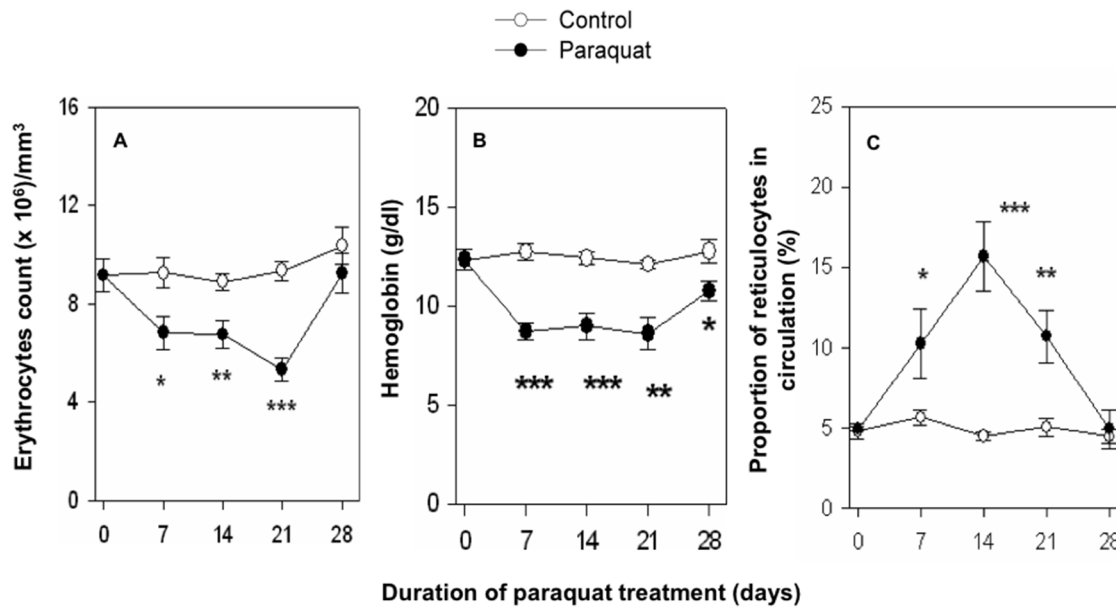 Control
Paraquat
A
Erythrocytes count (x 10⁶)/mm³
16
12
8
4
0
0 7 14 21 28
*
**
***
B
Hemoglobin (g/dl)
20
15
10
5
0
0 7 14 21 28
***
***
**
*
C
Proportion of reticulocytes in
circulation (%)
25
20
15
10
5
0
0 7 14 21 28
*
***
**
Duration of paraquat treatment (days)